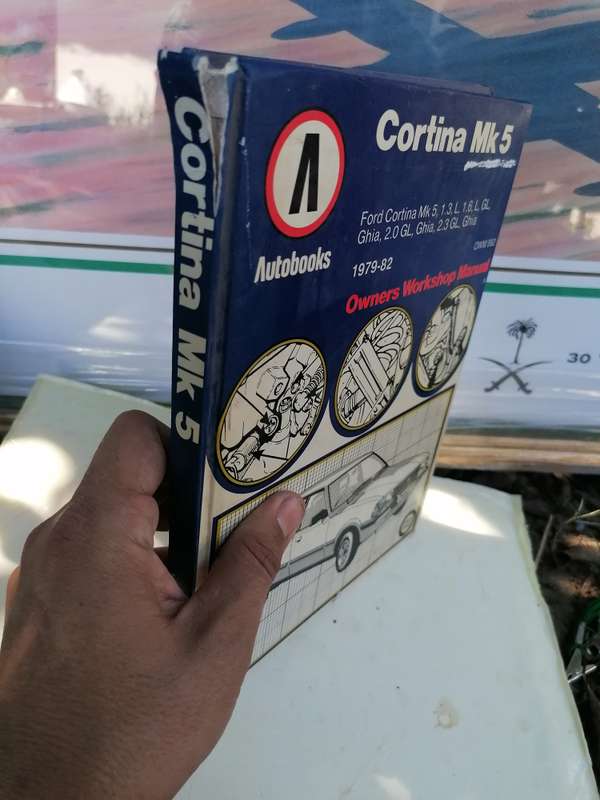 Cortina Mk 5
Cortina Mk 5
Ford Cortina Mk 5, 1.3, L. 1.6, L, GL
Ghia, 2.0 GL, Ghia, 2.3 GL, Ghia
1979-82
Autobooks
Owners Workshop Manual
30